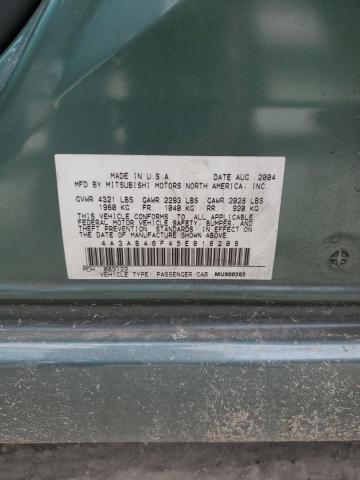 MADE IN U.S.A. DATE AUG. 2004
MFD BY MITSUBISHI MOTORS NORTH AMERICA, INC.
GVWR 4321 LBS GAWR 2293 LBS GAWR 2028 LBS
1960 KG FR 1040 KG RR 920 KG
THIS VEHICLE CONFORMS TO ALL APPLICABLE
FEDERAL MOTOR VEHICLE SAFETY, BUMPER
AND THEFT PREVENTION STANDARDS IN EFFECT
ON THE DATE OF MANUFACTURE SHOWN ABOVE.
4A3AB46F45E016209
ADH 083122
VEHICLE TYPE: PASSENGER CAR MU900282